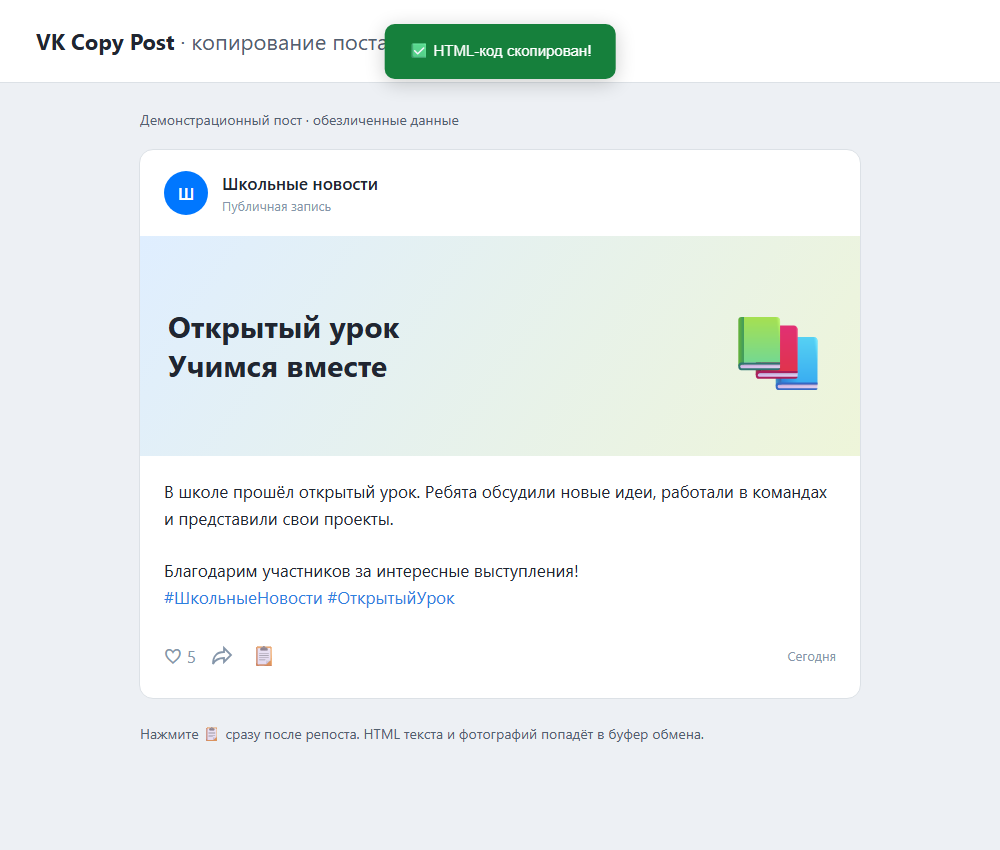 VK Copy Post · копирование поста
✅ HTML-код скопирован!
Демонстрационный пост · обезличенные данные
Ш
Школьные новости
Публичная запись
Открытый урок
Учимся вместе
В школе прошёл открытый урок. Ребята обсудили новые идеи, работали в командах
и представили свои проекты.
Благодарим участников за интересные выступления!
#ШкольныеНовости #ОткрытыйУрок
5
Сегодня
Нажмите 📋 сразу после репоста. HTML текста и фотографий попадёт в буфер обмена.